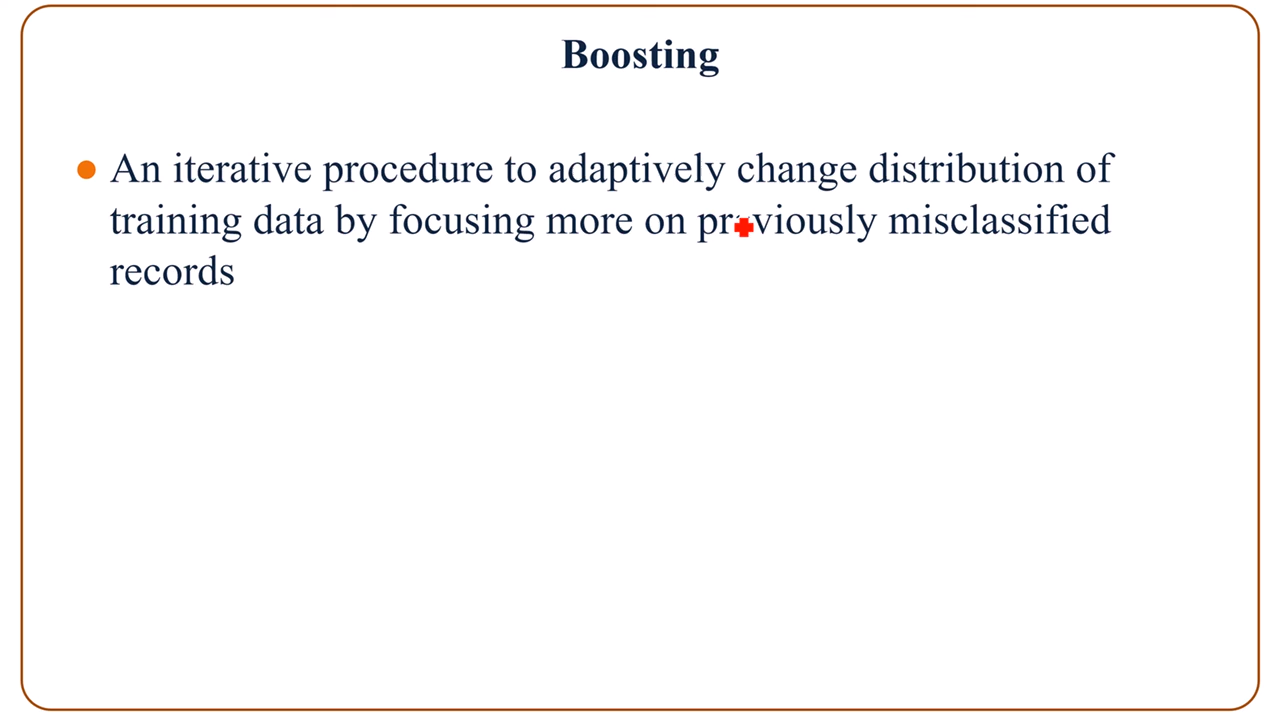 Boosting
An iterative procedure to adaptively change distribution of
training data by focusing more on previously misclassified
records